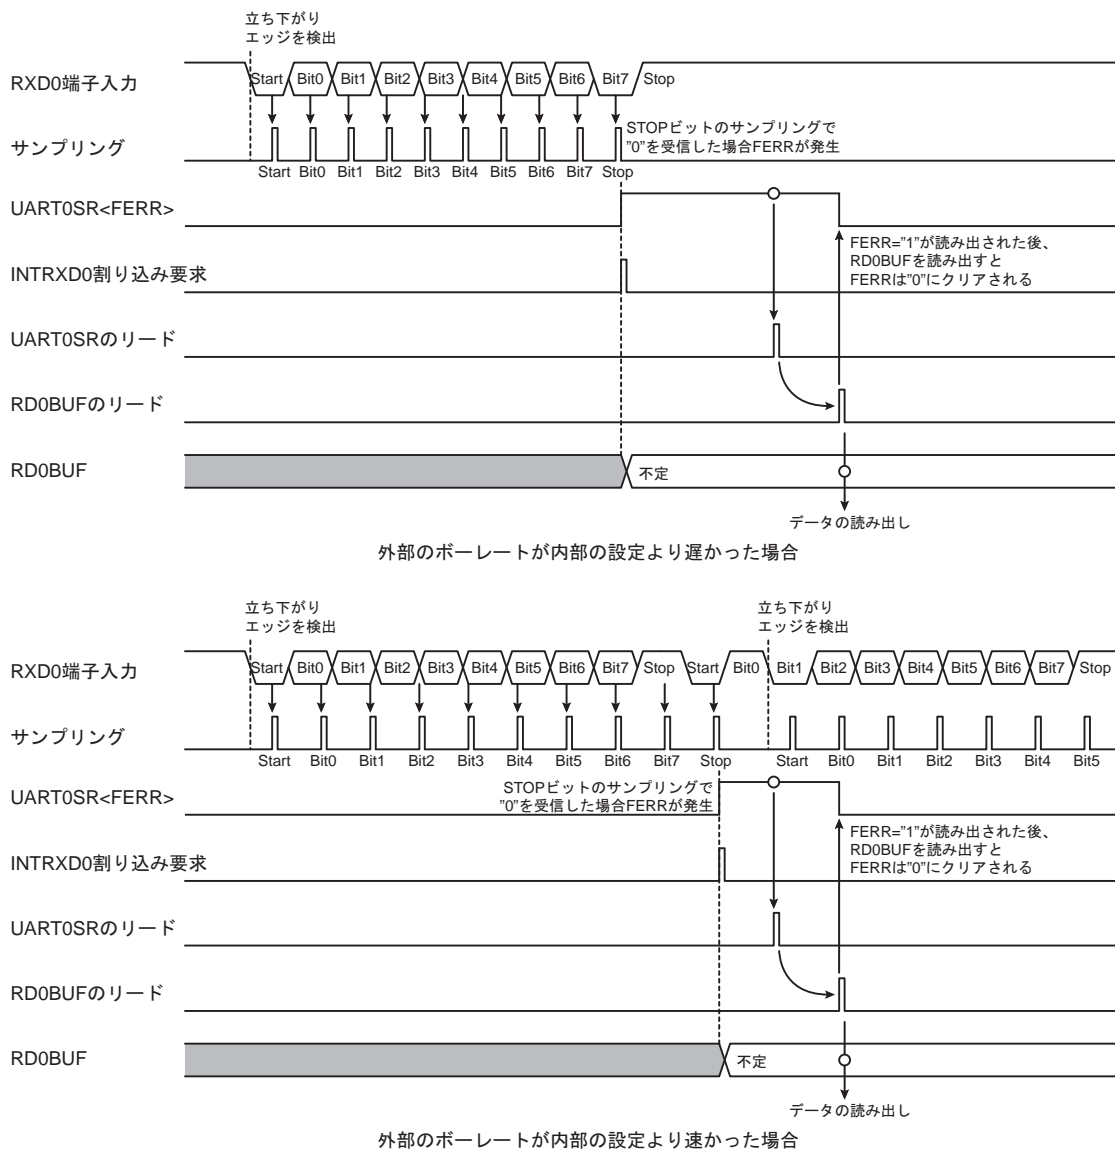 立ち下がり
エッジを検出
RXD0端子入力
Start Bit0 Bit1 Bit2 Bit3 Bit4 Bit5 Bit6 Bit7 Stop
サンプリング
STOPビットのサンプリングで
"0"を受信した場合FERRが発生
Start Bit0 Bit1 Bit2 Bit3 Bit4 Bit5 Bit6 Bit7 Stop
UART0SR<FERR>
FERR="1"が読み出された後、
RD0BUFを読み出すと
FERRは"0"にクリアされる
INTRXD0割り込み要求
UART0SRのリード
RD0BUFのリード
RD0BUF
不定
データの読み出し
外部のボーレートが内部の設定より遅かった場合
立ち下がり
エッジを検出
立ち下がり
エッジを検出
RXD0端子入力
Start Bit0 Bit1 Bit2 Bit3 Bit4 Bit5 Bit6 Bit7 Stop Start Bit0 Bit1 Bit2 Bit3 Bit4 Bit5 Bit6 Bit7 Stop
サンプリング
Start Bit0 Bit1 Bit2 Bit3 Bit4 Bit5 Bit6 Bit7 Stop Start Bit0 Bit1 Bit2 Bit3 Bit4 Bit5
UART0SR<FERR>
STOPビットのサンプリングで
"0"を受信した場合FERRが発生
FERR="1"が読み出された後、
RD0BUFを読み出すと
FERRは"0"にクリアされる
INTRXD0割り込み要求
UART0SRのリード
RD0BUFのリード
RD0BUF
不定
データの読み出し
外部のボーレートが内部の設定より速かった場合